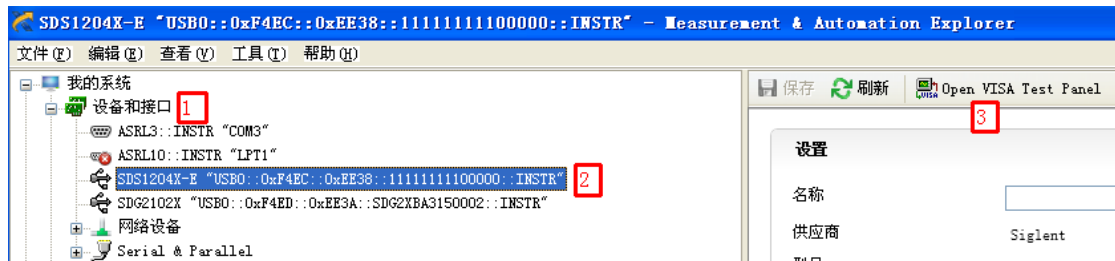 SDS1204X-E "USB0::0xF4EC::0xEE38::11111111100000::INSTR" - Measurement & Automation Explorer
文件(F) 编辑(E) 查看(V) 工具(T) 帮助(H)
我的系统
设备和接口 1
ASRL3::INSTR "COM3"
ASRL10::INSTR "LPT1"
SDS1204X-E "USB0::0xF4EC::0xEE38::11111111100000::INSTR" 2
SDG2102X "USB0::0xF4ED::0xEE3A::SDG2XBA3150002::INSTR"
网络设备
Serial & Parallel
保存 刷新 VISA Open VISA Test Panel
3
设置
名称
供应商 Siglent